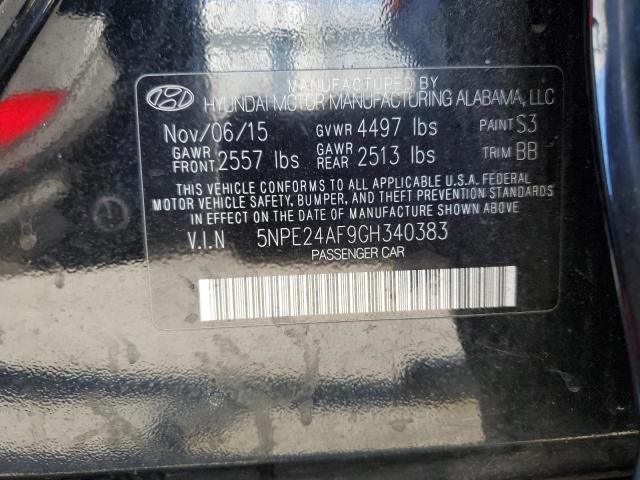 MANUFACTURED BY
HYUNDAI MOTOR MANUFACTURING ALABAMA, LLC
Nov/06/15 GVWR 4497 lbs PAINT S3
GAWR FRONT 2557 lbs GAWR REAR 2513 lbs TRIM BB
THIS VEHICLE CONFORMS TO ALL APPLICABLE U.S.A. FEDERAL
MOTOR VEHICLE SAFETY, BUMPER, AND THEFT PREVENTION STANDARDS
IN EFFECT ON THE DATE OF MANUFACTURE SHOWN ABOVE.
V.I.N 5NPE24AF9GH340383
PASSENGER CAR